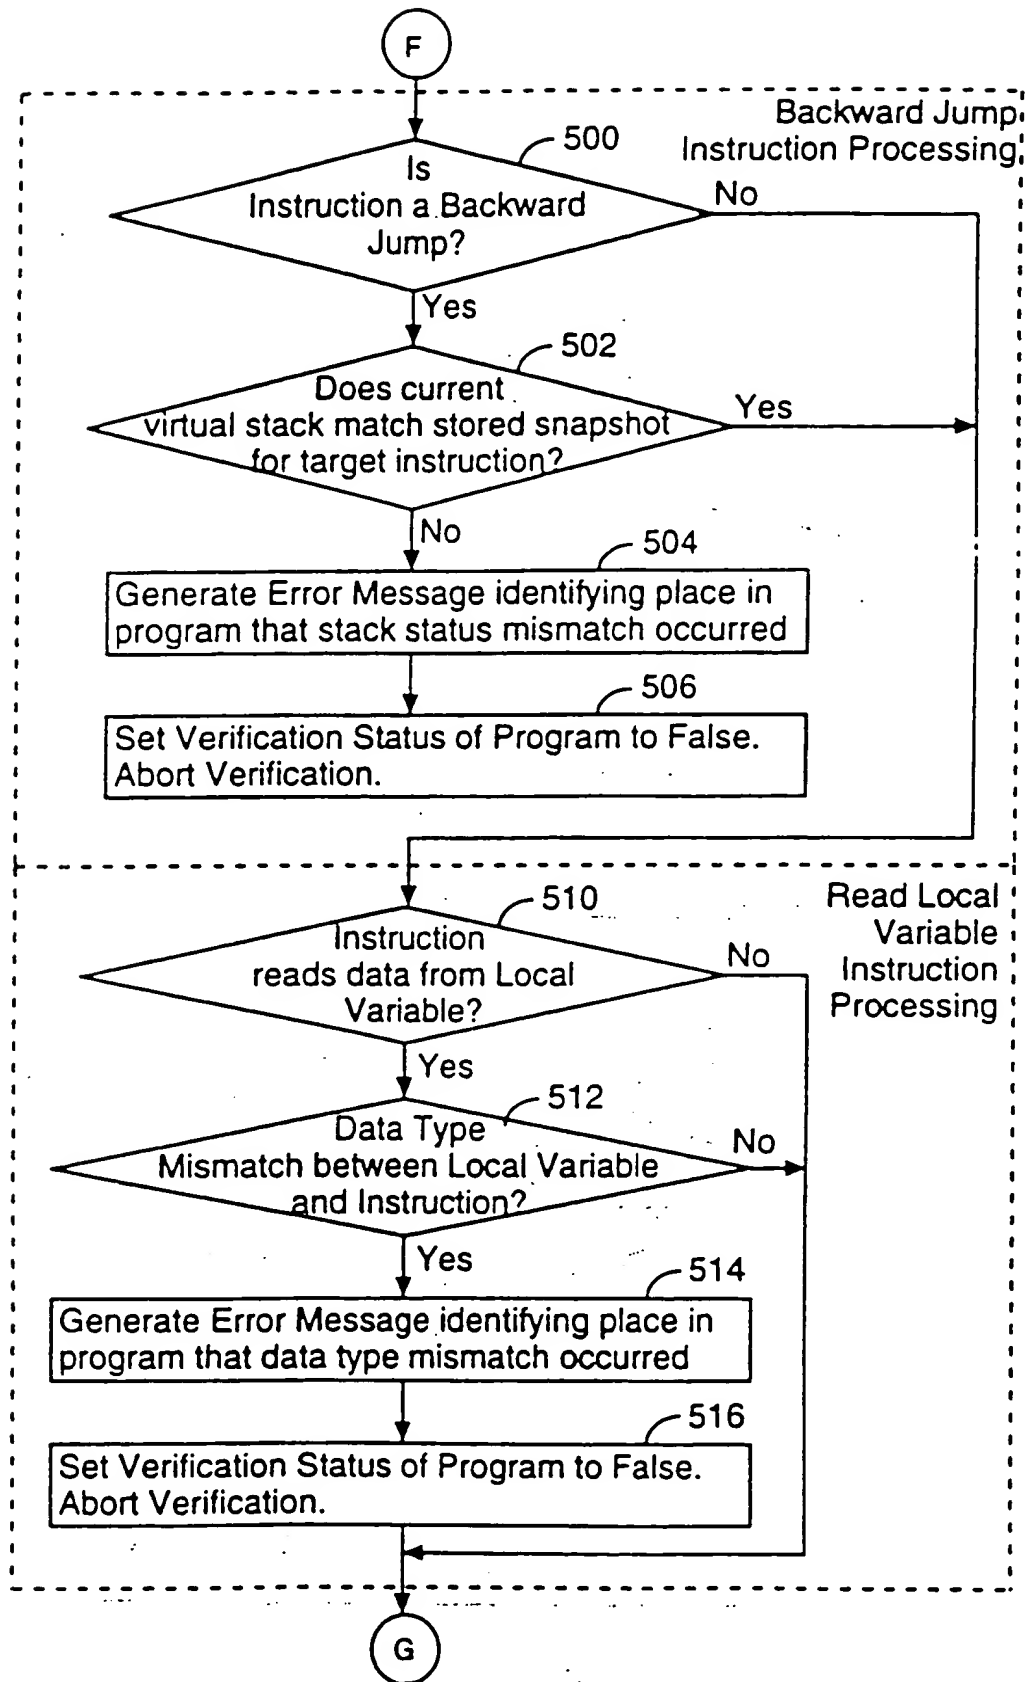 F
Backward Jump
Instruction Processing
500
Is
Instruction a Backward
Jump?
No
Yes
502
Does current
virtual stack match stored snapshot
for target instruction?
Yes
No
504
Generate Error Message identifying place in
program that stack status mismatch occurred
506
Set Verification Status of Program to False.
Abort Verification.
510
Read Local
Variable
Instruction
Processing
Instruction
reads data from Local
Variable?
No
Yes
512
Data Type
Mismatch between Local Variable
and Instruction?
No
Yes
514
Generate Error Message identifying place in
program that data type mismatch occurred
516
Set Verification Status of Program to False.
Abort Verification.
G